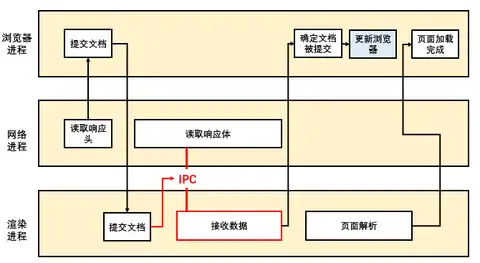 浏览器
进程
提交文档
确定文档
被提交
更新浏览
器
页面加载
完成
网络
进程
读取响应
头
读取响应体
IPC
渲染
进程
提交文档
接收数据
页面解析